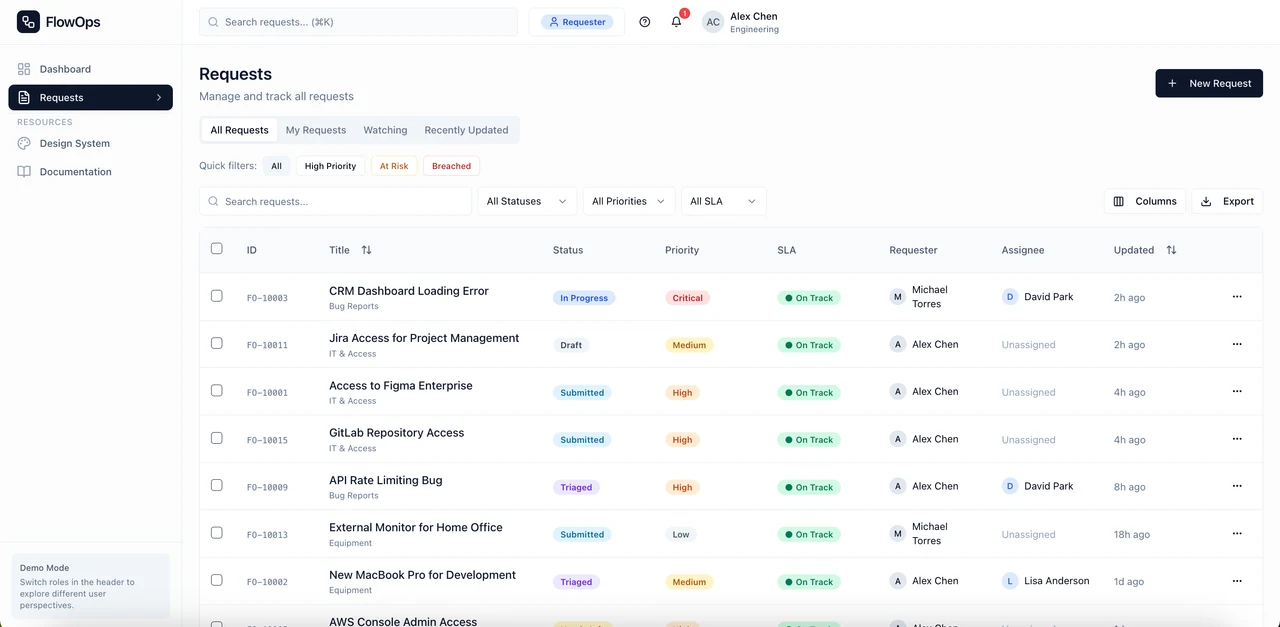 FlowOps
Search requests... (⌘K)
Requester
1
AC
Alex Chen
Engineering
Dashboard
Requests
RESOURCES
Design System
Documentation
Requests
Manage and track all requests
New Request
All Requests My Requests Watching Recently Updated
Quick filters: All High Priority At Risk Breached
Search requests... All Statuses All Priorities All SLA Columns Export
ID Title Status Priority SLA Requester Assignee Updated
FO-10003 CRM Dashboard Loading Error In Progress Critical On Track M Michael Torres D David Park 2h ago
Bug Reports
FO-10011 Jira Access for Project Management Draft Medium On Track A Alex Chen Unassigned 2h ago
IT & Access
FO-10001 Access to Figma Enterprise Submitted High On Track A Alex Chen Unassigned 4h ago
IT & Access
FO-10015 GitLab Repository Access Submitted High On Track A Alex Chen Unassigned 4h ago
IT & Access
FO-10009 API Rate Limiting Bug Triaged High On Track A Alex Chen D David Park 8h ago
Bug Reports
FO-10013 External Monitor for Home Office Submitted Low On Track M Michael Torres Unassigned 18h ago
Equipment
FO-10002 New MacBook Pro for Development Triaged Medium On Track A Alex Chen L Lisa Anderson 1d ago
Equipment
AWS Console Admin Access
Demo Mode
Switch roles in the header to
explore different user
perspectives.